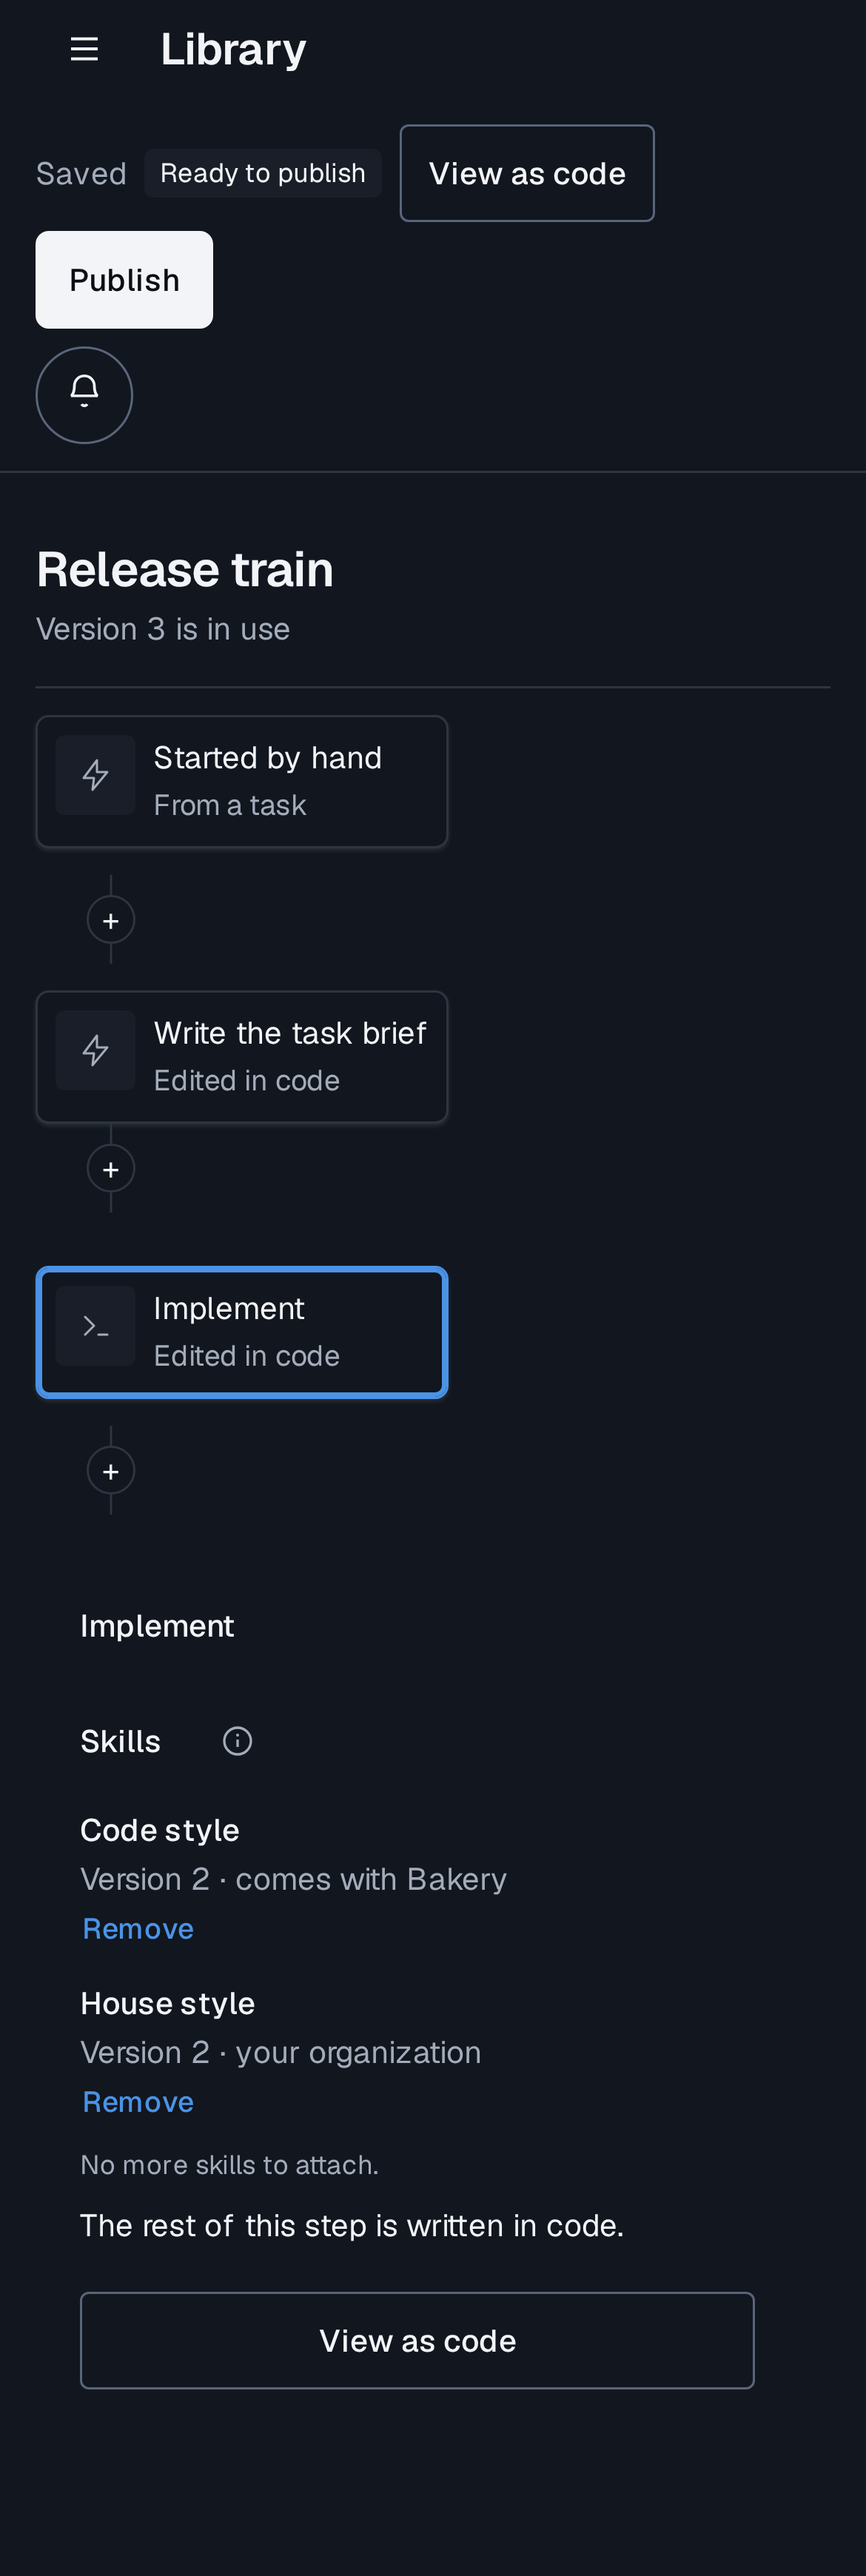 Library
Saved
Ready to publish
View as code
Publish
Release train
Version 3 is in use
Started by hand
From a task
+
Write the task brief
Edited in code
+
Implement
Edited in code
+
Implement
Skills
Code style
Version 2 · comes with Bakery
Remove
House style
Version 2 · your organization
Remove
No more skills to attach.
The rest of this step is written in code.
View as code